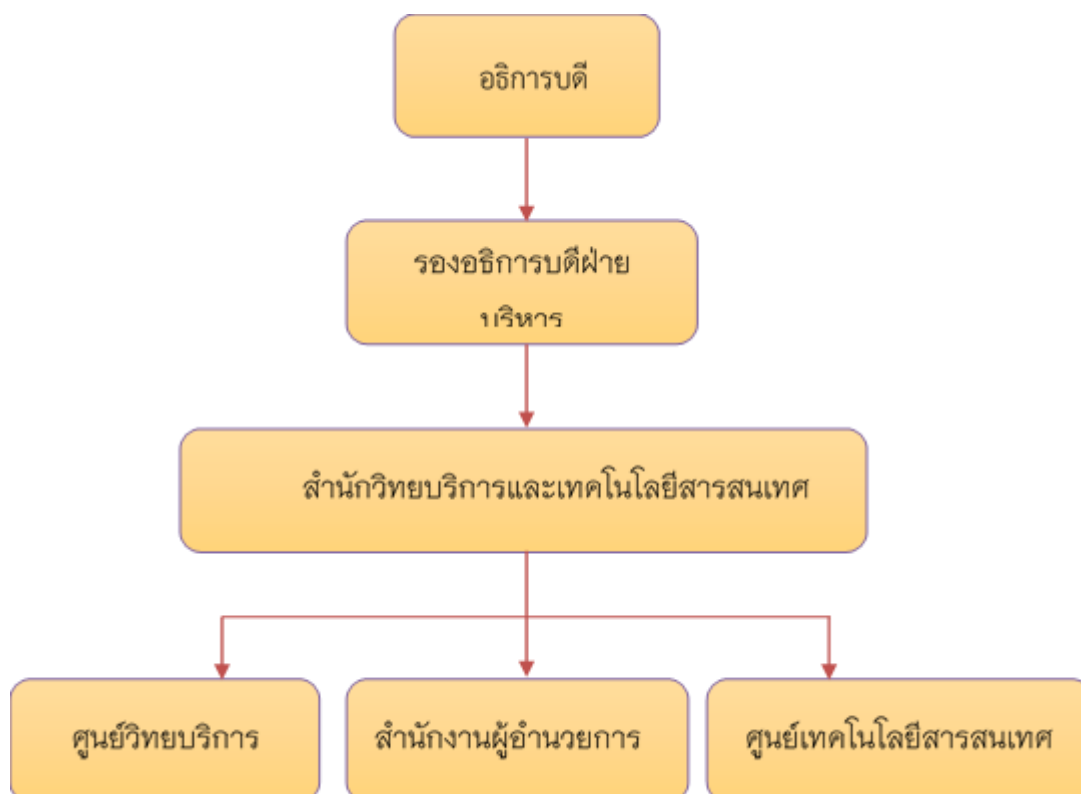 อธิการบดี
รองอธิการบดีฝ่าย
บริหาร
สำนักวิทยบริการและเทคโนโลยีสารสนเทศ
ศูนย์วิทยบริการ
สำนักงานผู้อำนวยการ
ศูนย์เทคโนโลยีสารสนเทศ